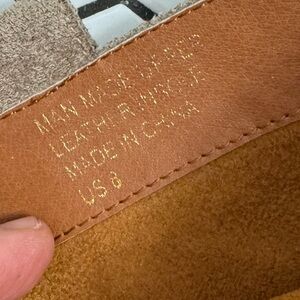 MAN MADE UPPER
LEATHER INSOLE
MADE IN CHINA
US 8